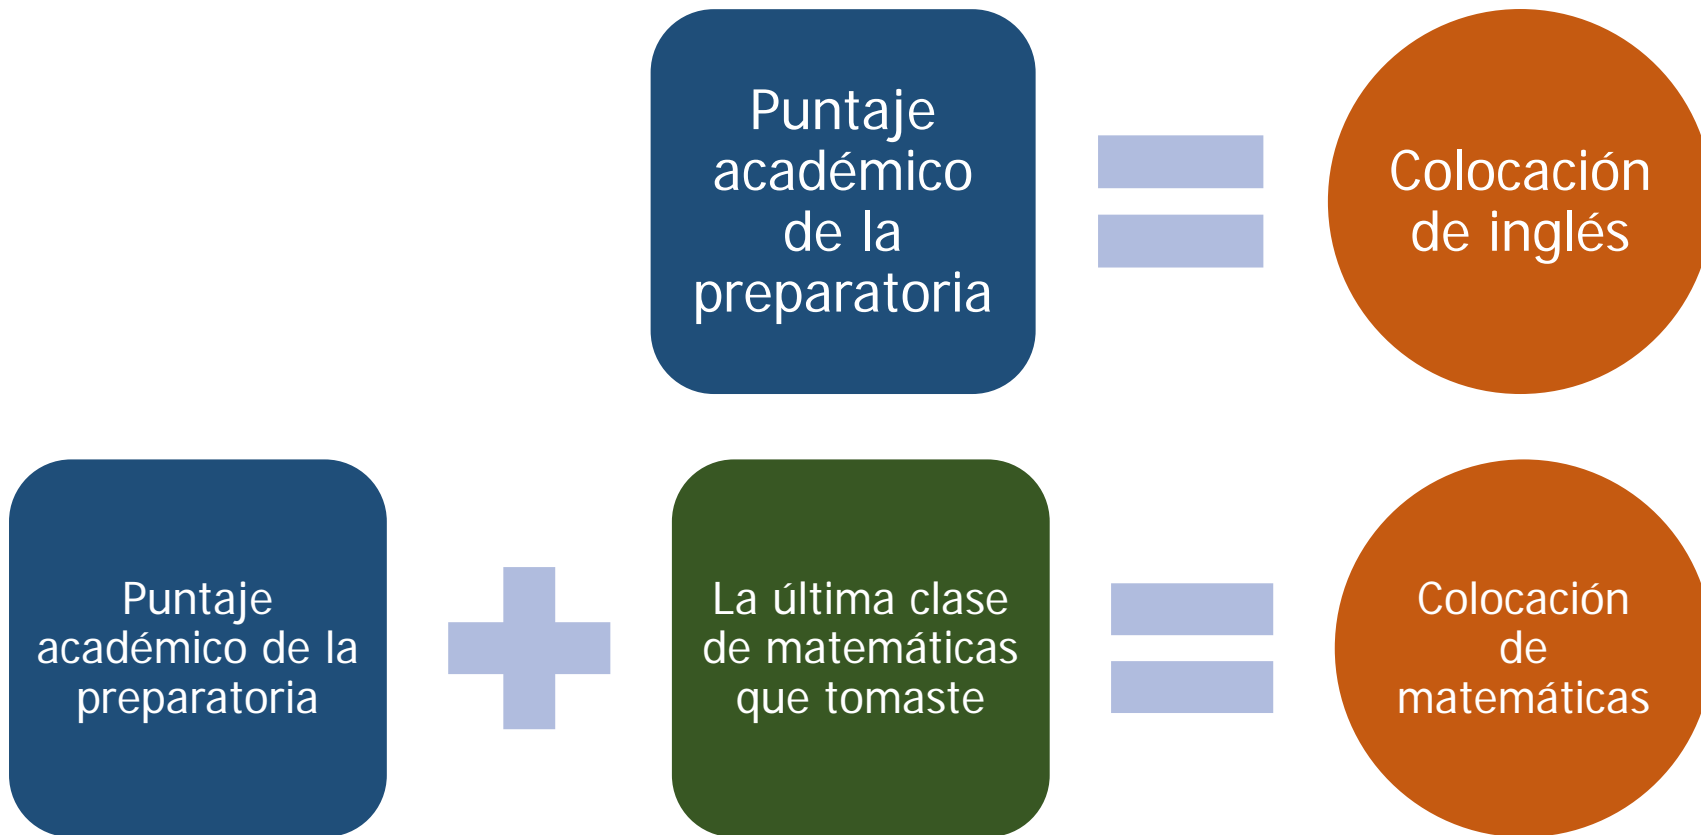 Puntaje
académico
de la
preparatoria
Colocación
de inglés
Puntaje
académico de la
preparatoria
La última clase
de matemáticas
que tomaste
Colocación
de
matemáticas